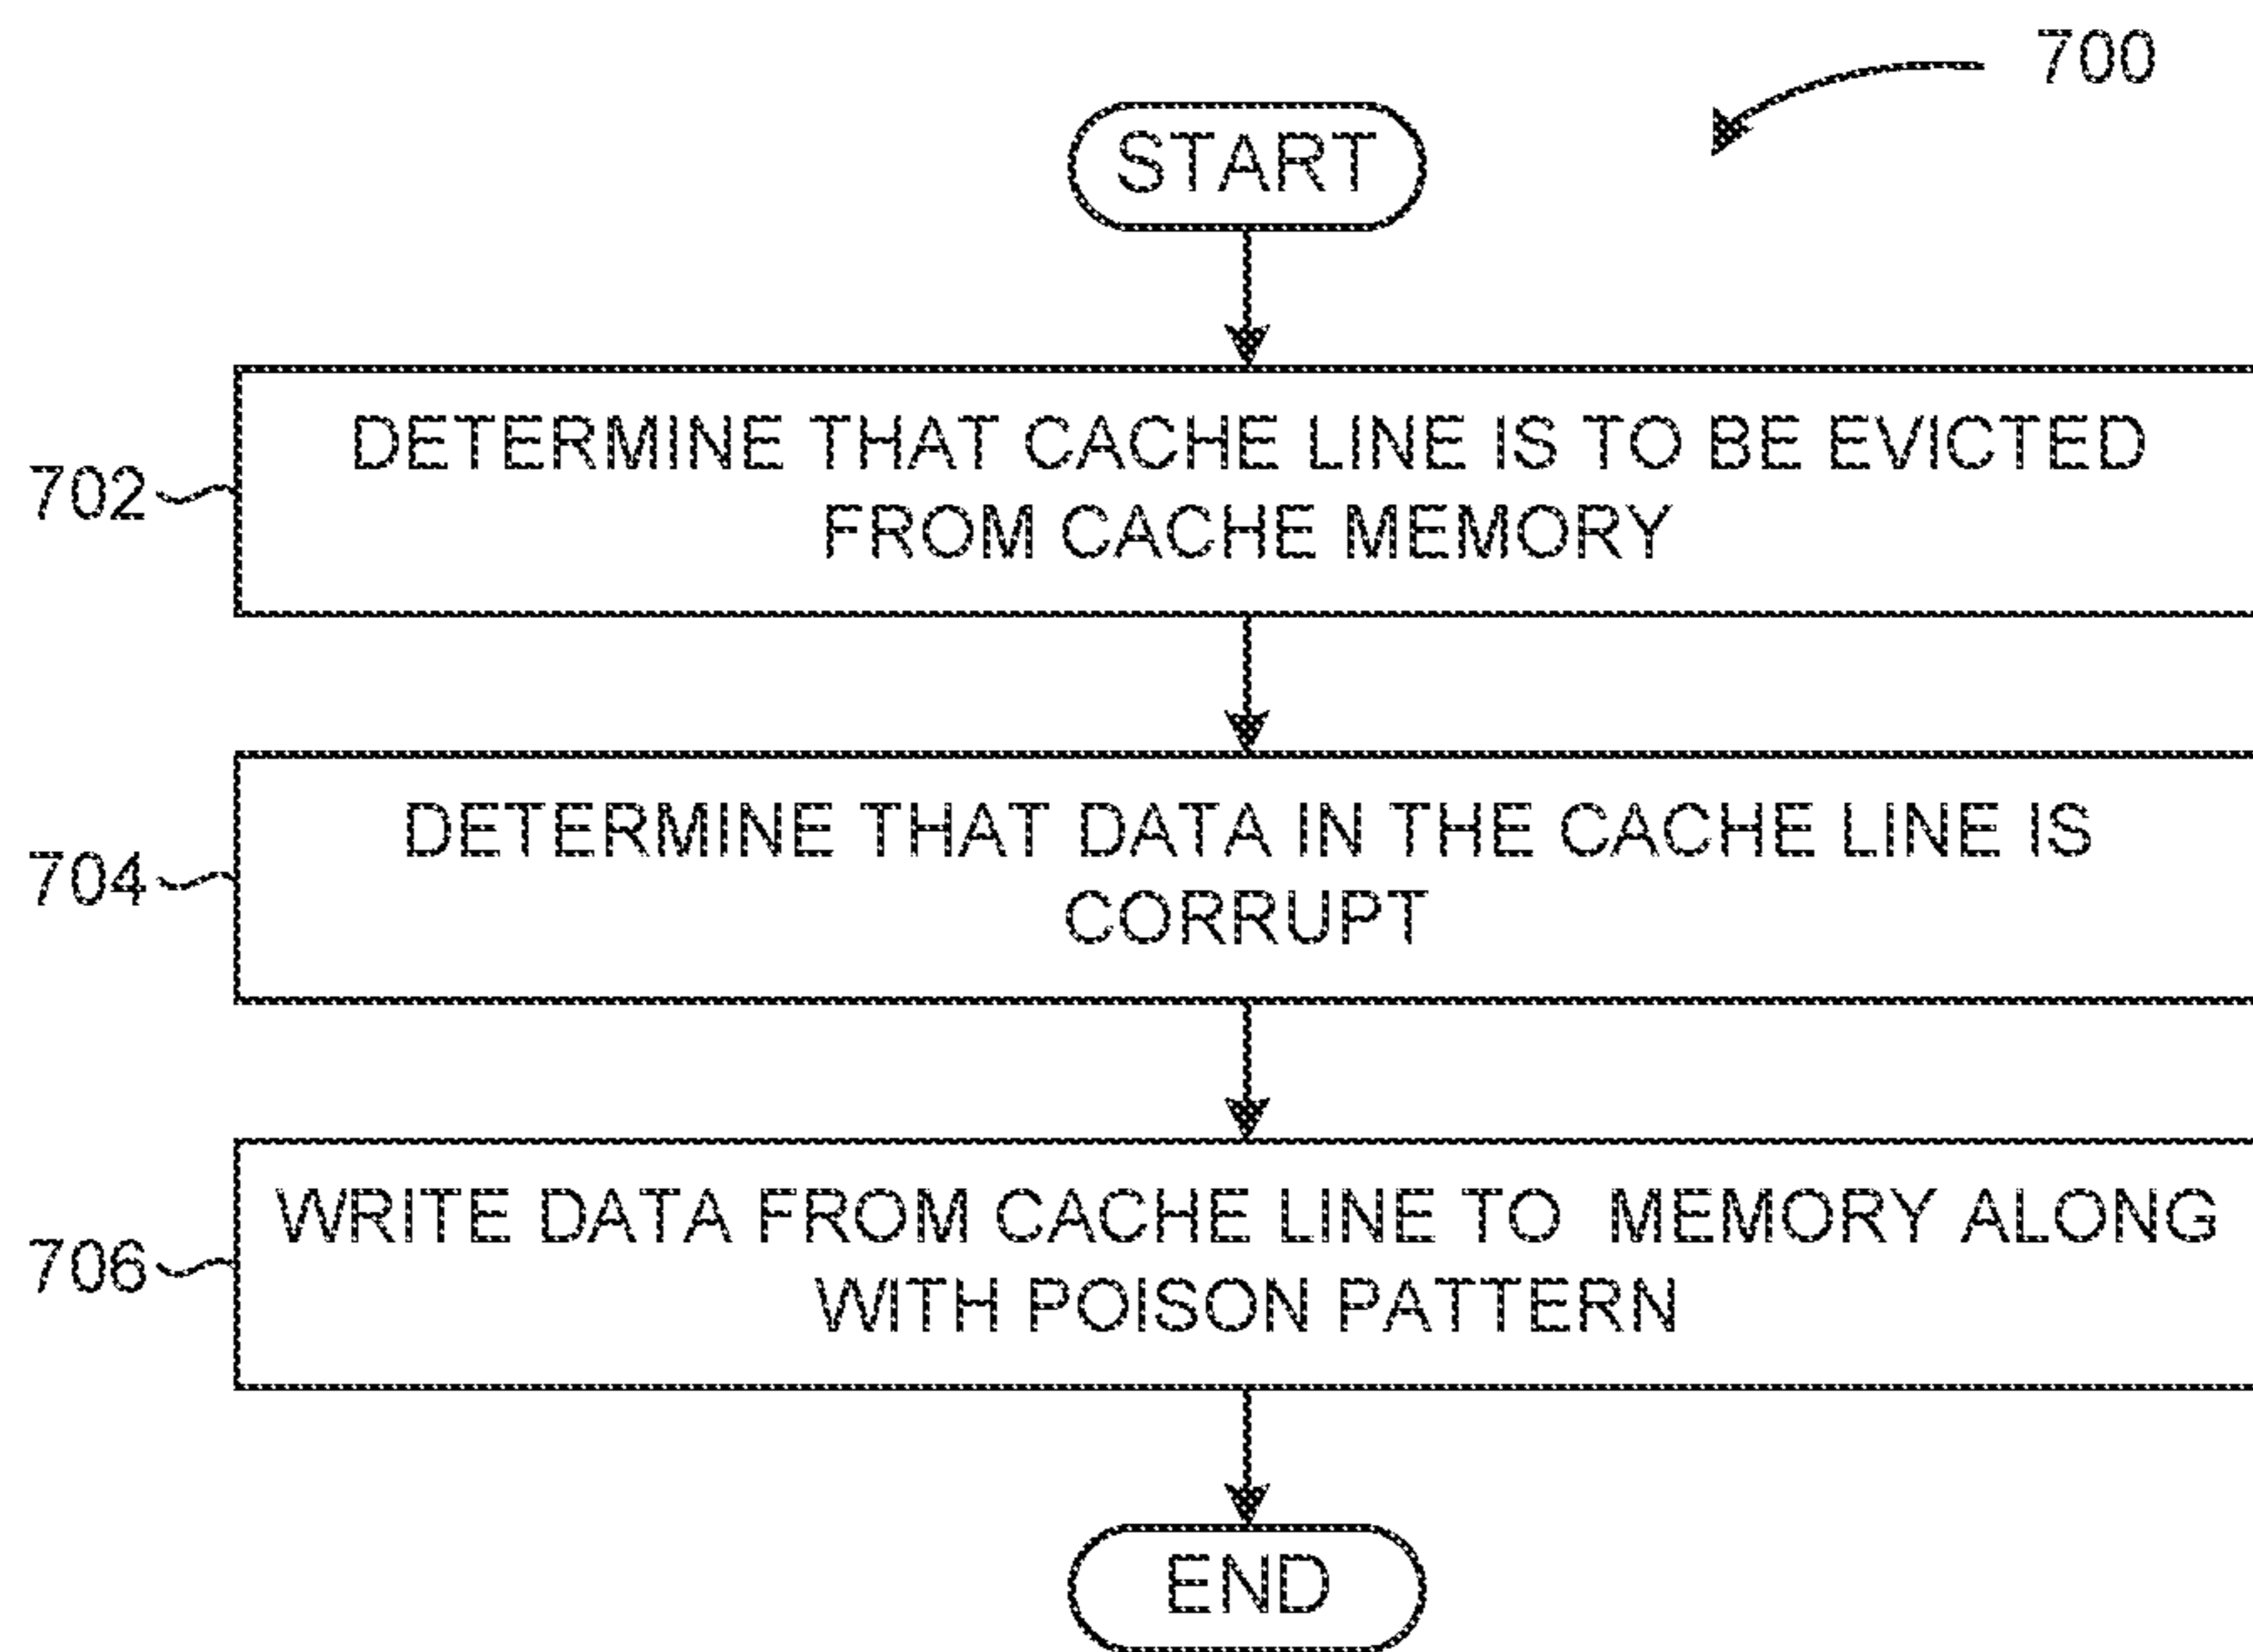 700
START
702
DETERMINE THAT CACHE LINE IS TO BE EVICTED
FROM CACHE MEMORY
704
DETERMINE THAT DATA IN THE CACHE LINE IS
CORRUPT
706
WRITE DATA FROM CACHE LINE TO MEMORY ALONG
WITH POISON PATTERN
END